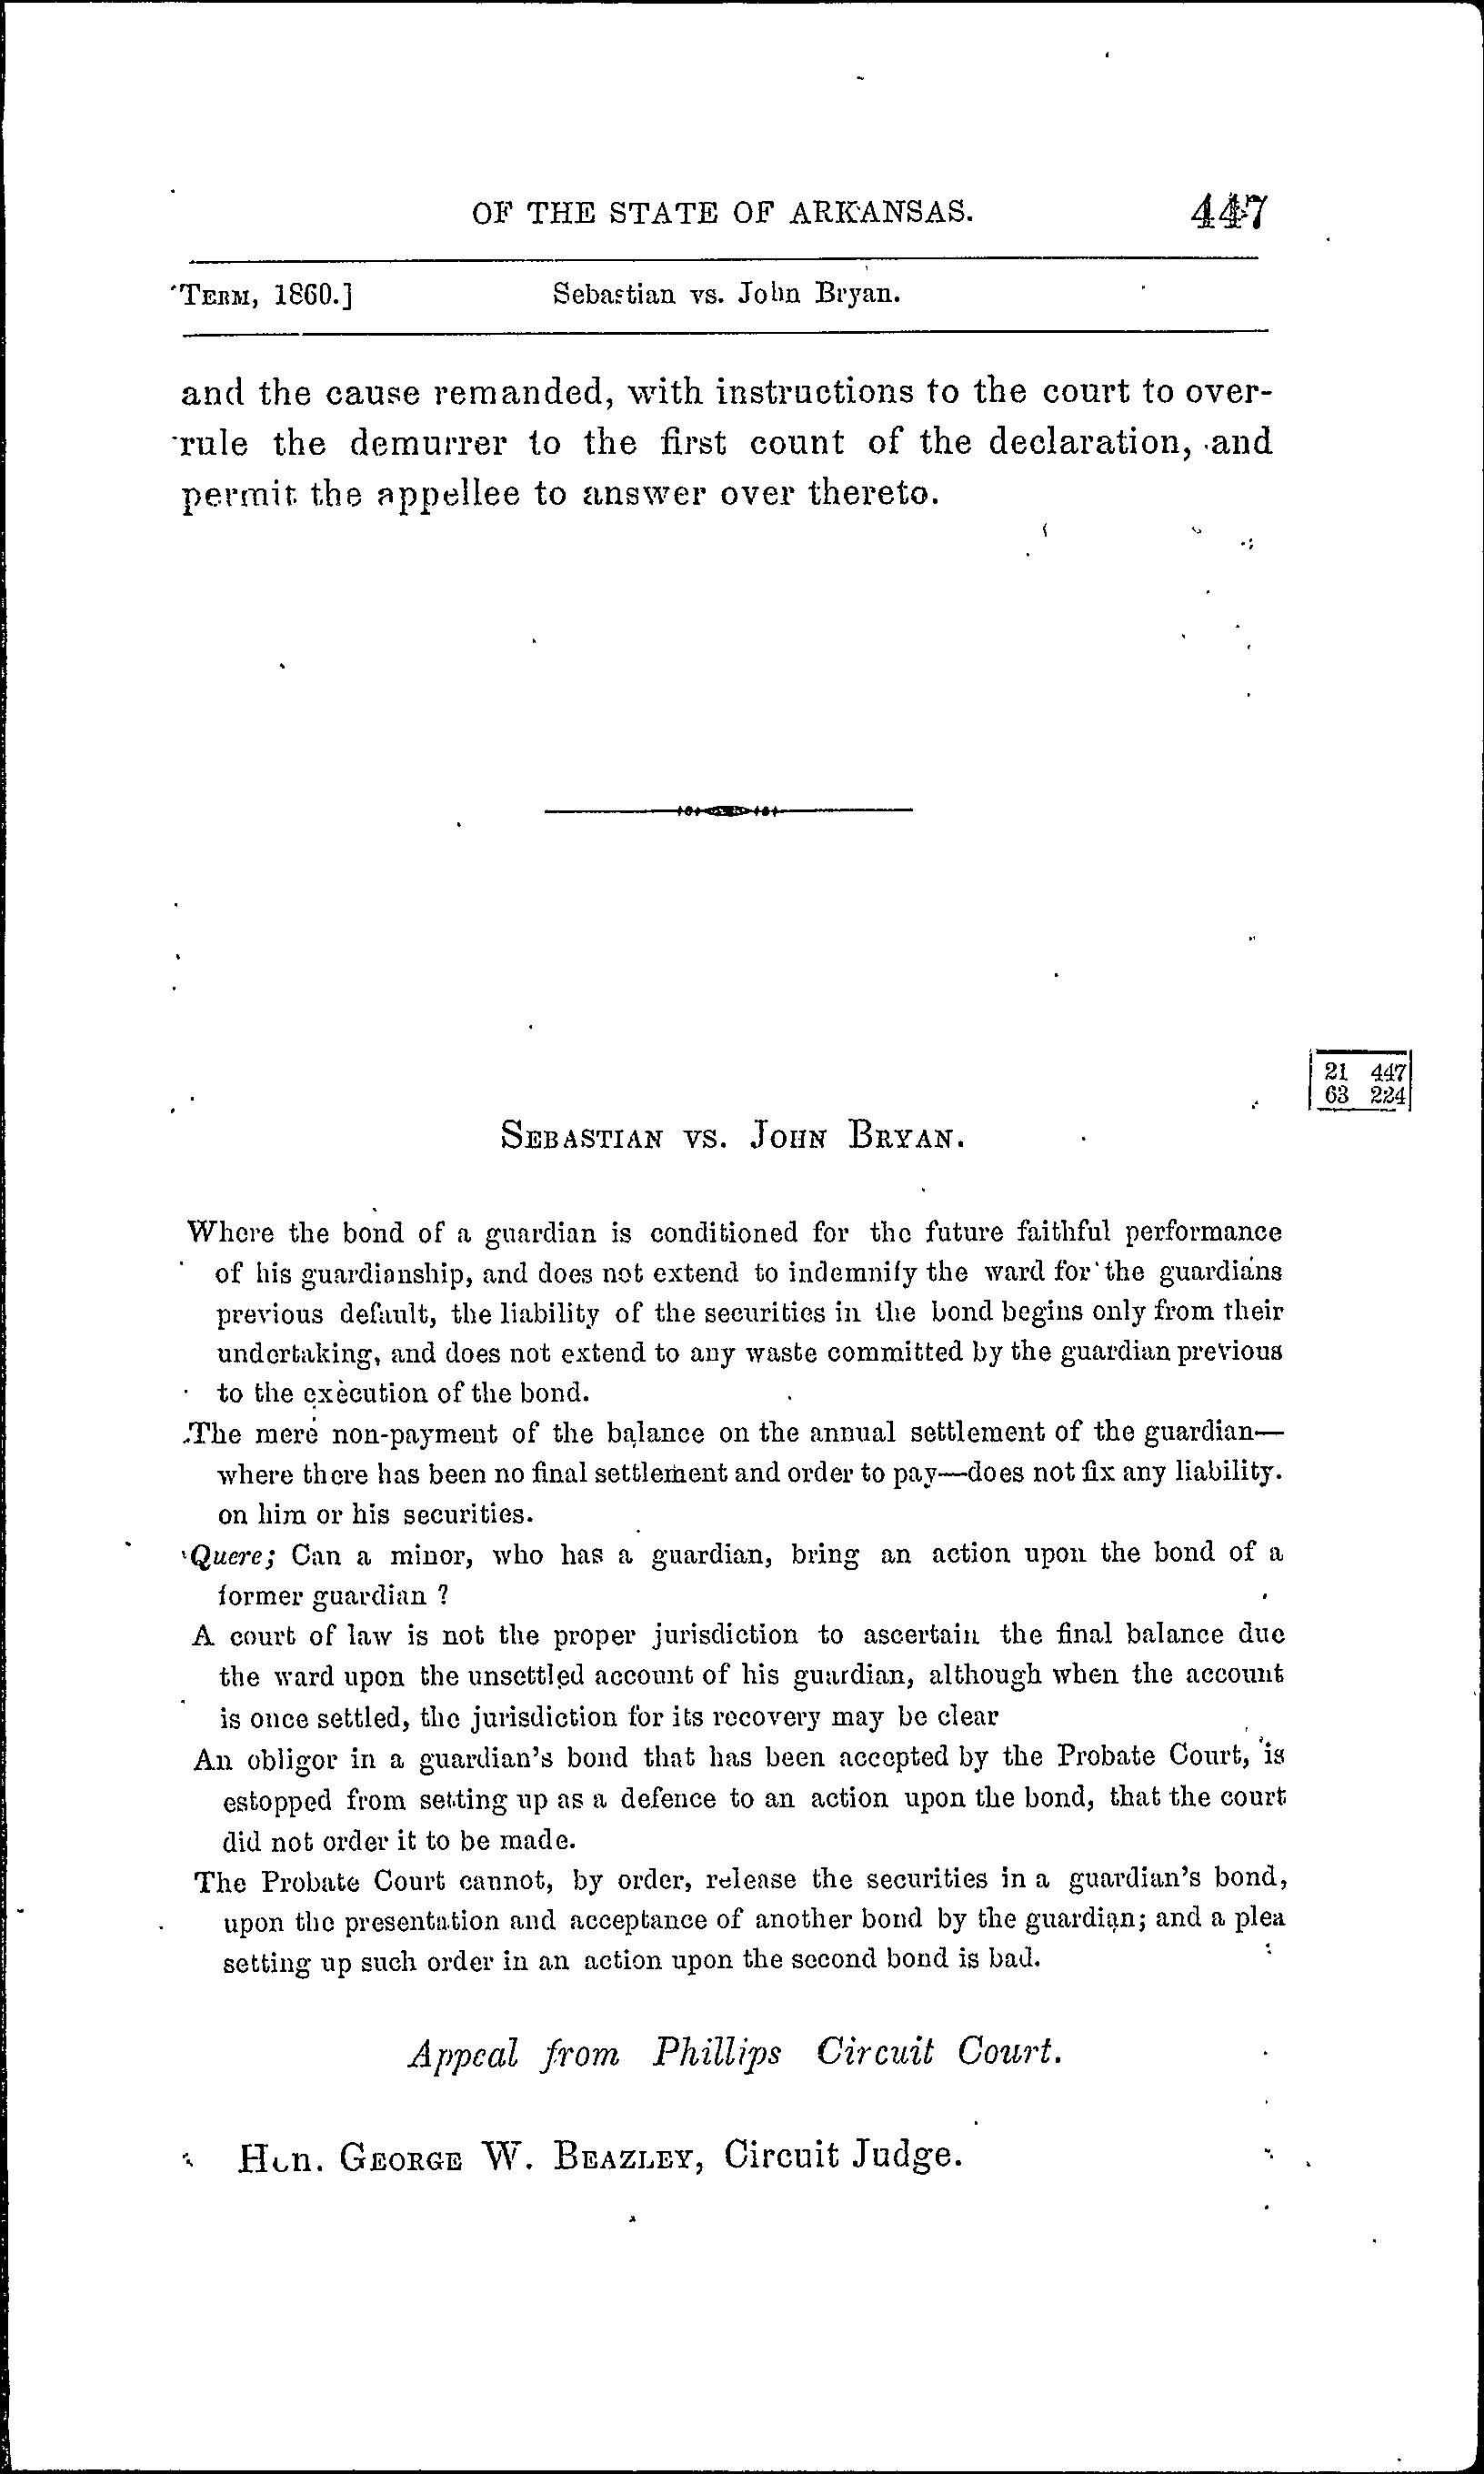 OF THE STATE OF ARKANSAS. 447
TERM, 1860.] Sebastian vs. John Bryan.
and the cause remanded, with instructions to the court to over-
rule the demurrer to the first count of the declaration, and
permit the appellee to answer over thereto.
21 447
63 224
SEBASTIAN VS. JOHN BRYAN.
Where the bond of a guardian is conditioned for the future faithful performance
of his guardianship, and does not extend to indemnify the ward for the guardians
previous default, the liability of the securities in the bond begins only from their
undertaking, and does not extend to any waste committed by the guardian previous
to the execution of the bond.
The mere non-payment of the balance on the annual settlement of the guardian—
where there has been no final settlement and order to pay—does not fix any liability.
on him or his securities.
Quere; Can a minor, who has a guardian, bring an action upon the bond of a
former guardian ?
A court of law is not the proper jurisdiction to ascertain the final balance due
the ward upon the unsettled account of his guardian, although when the account
is once settled, the jurisdiction for its recovery may be clear
An obligor in a guardian's bond that has been accepted by the Probate Court, is
estopped from setting up as a defence to an action upon the bond, that the court
did not order it to be made.
The Probate Court cannot, by order, release the securities in a guardian's bond,
upon the presentation and acceptance of another bond by the guardian; and a plea
setting up such order in an action upon the second bond is bad.
Appeal from Phillips Circuit Court.
Hon. GEORGE W. BEAZLEY, Circuit Judge.